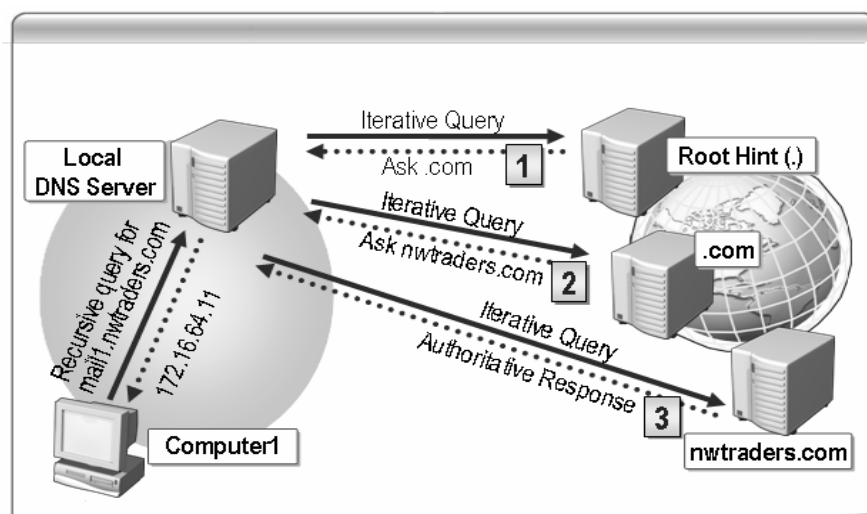 Iterative Query
Ask .com
1
Local
DNS Server
Root Hint (.)
Iterative Query
Ask nwtraders.com
2
.com
Recursive query for
mail1.nwtraders.com
172.16.64.11
Iterative Query
Authoritative Response
3
Computer1
nwtraders.com